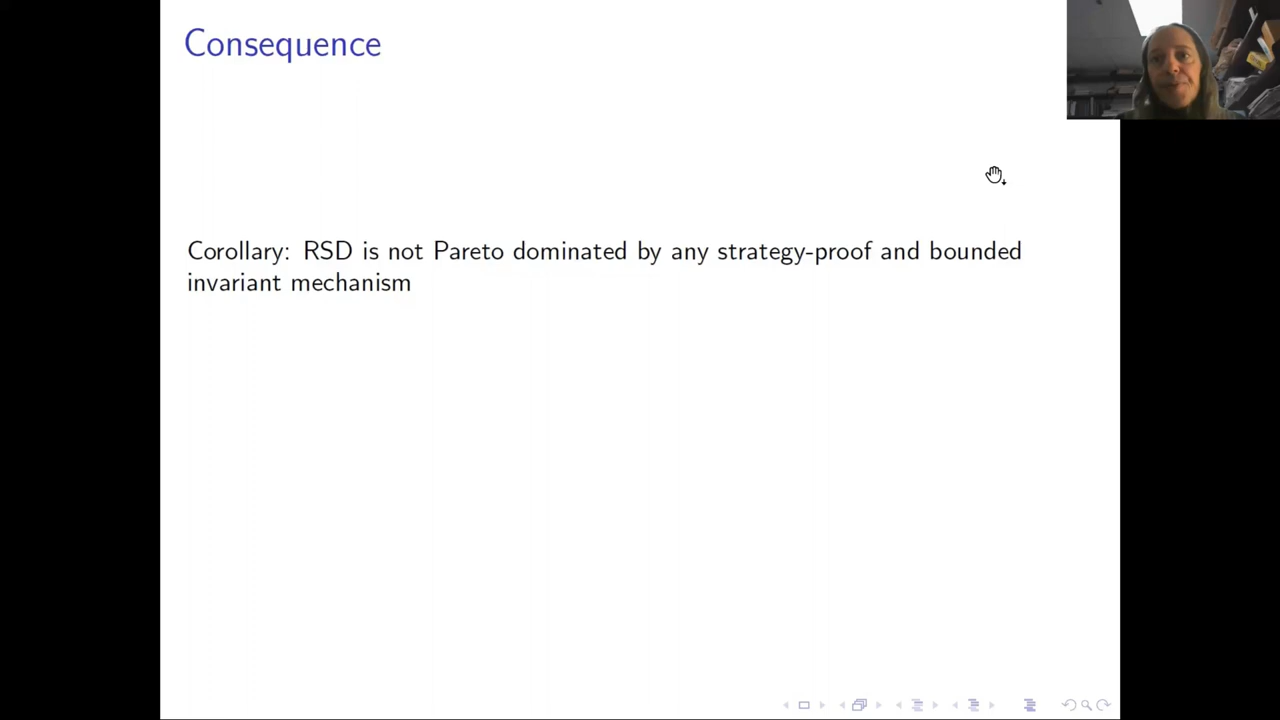 Consequence
Corollary: RSD is not Pareto dominated by any strategy-proof and bounded
invariant mechanism